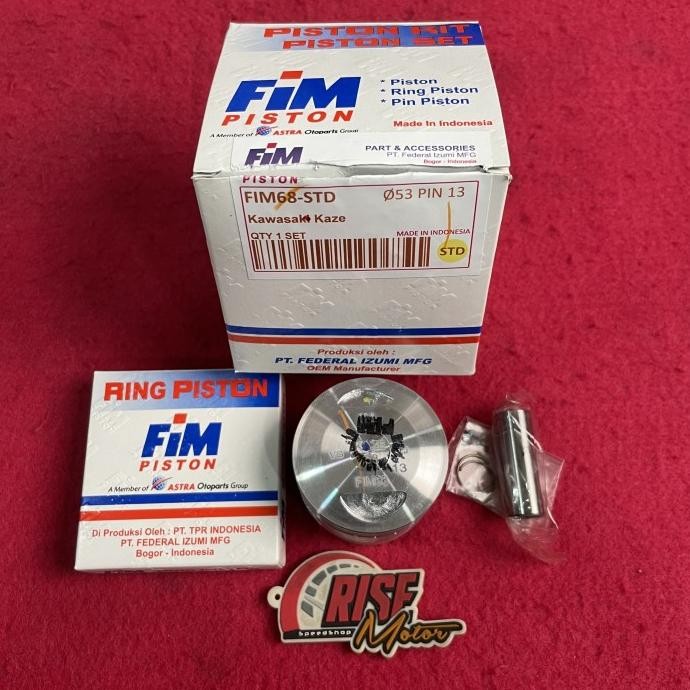 PISTON KIT
PISTON SET
FiM
PISTON
* Piston
* Ring Piston
* Pin Piston
A Member of ASTRA Otoparts Group
Made In Indonesia
FiM
PISTON
PART & ACCESSORIES
PT. Federal Izumi MFG
Bogor - Indonesia
FIM68-STD
Ø53 PIN 13
Kawasaki Kaze
QTY 1 SET
MADE IN INDONESIA
STD
Produksi oleh :
PT. FEDERAL IZUMI MFG
OEM Manufacturer
RING PISTON
FiM
PISTON
A Member of ASTRA Otoparts Group
Di Produksi Oleh : PT. TPR INDONESIA
PT. FEDERAL IZUMI MFG
Bogor - Indonesia
13
RISE
SpeedShop
Motor